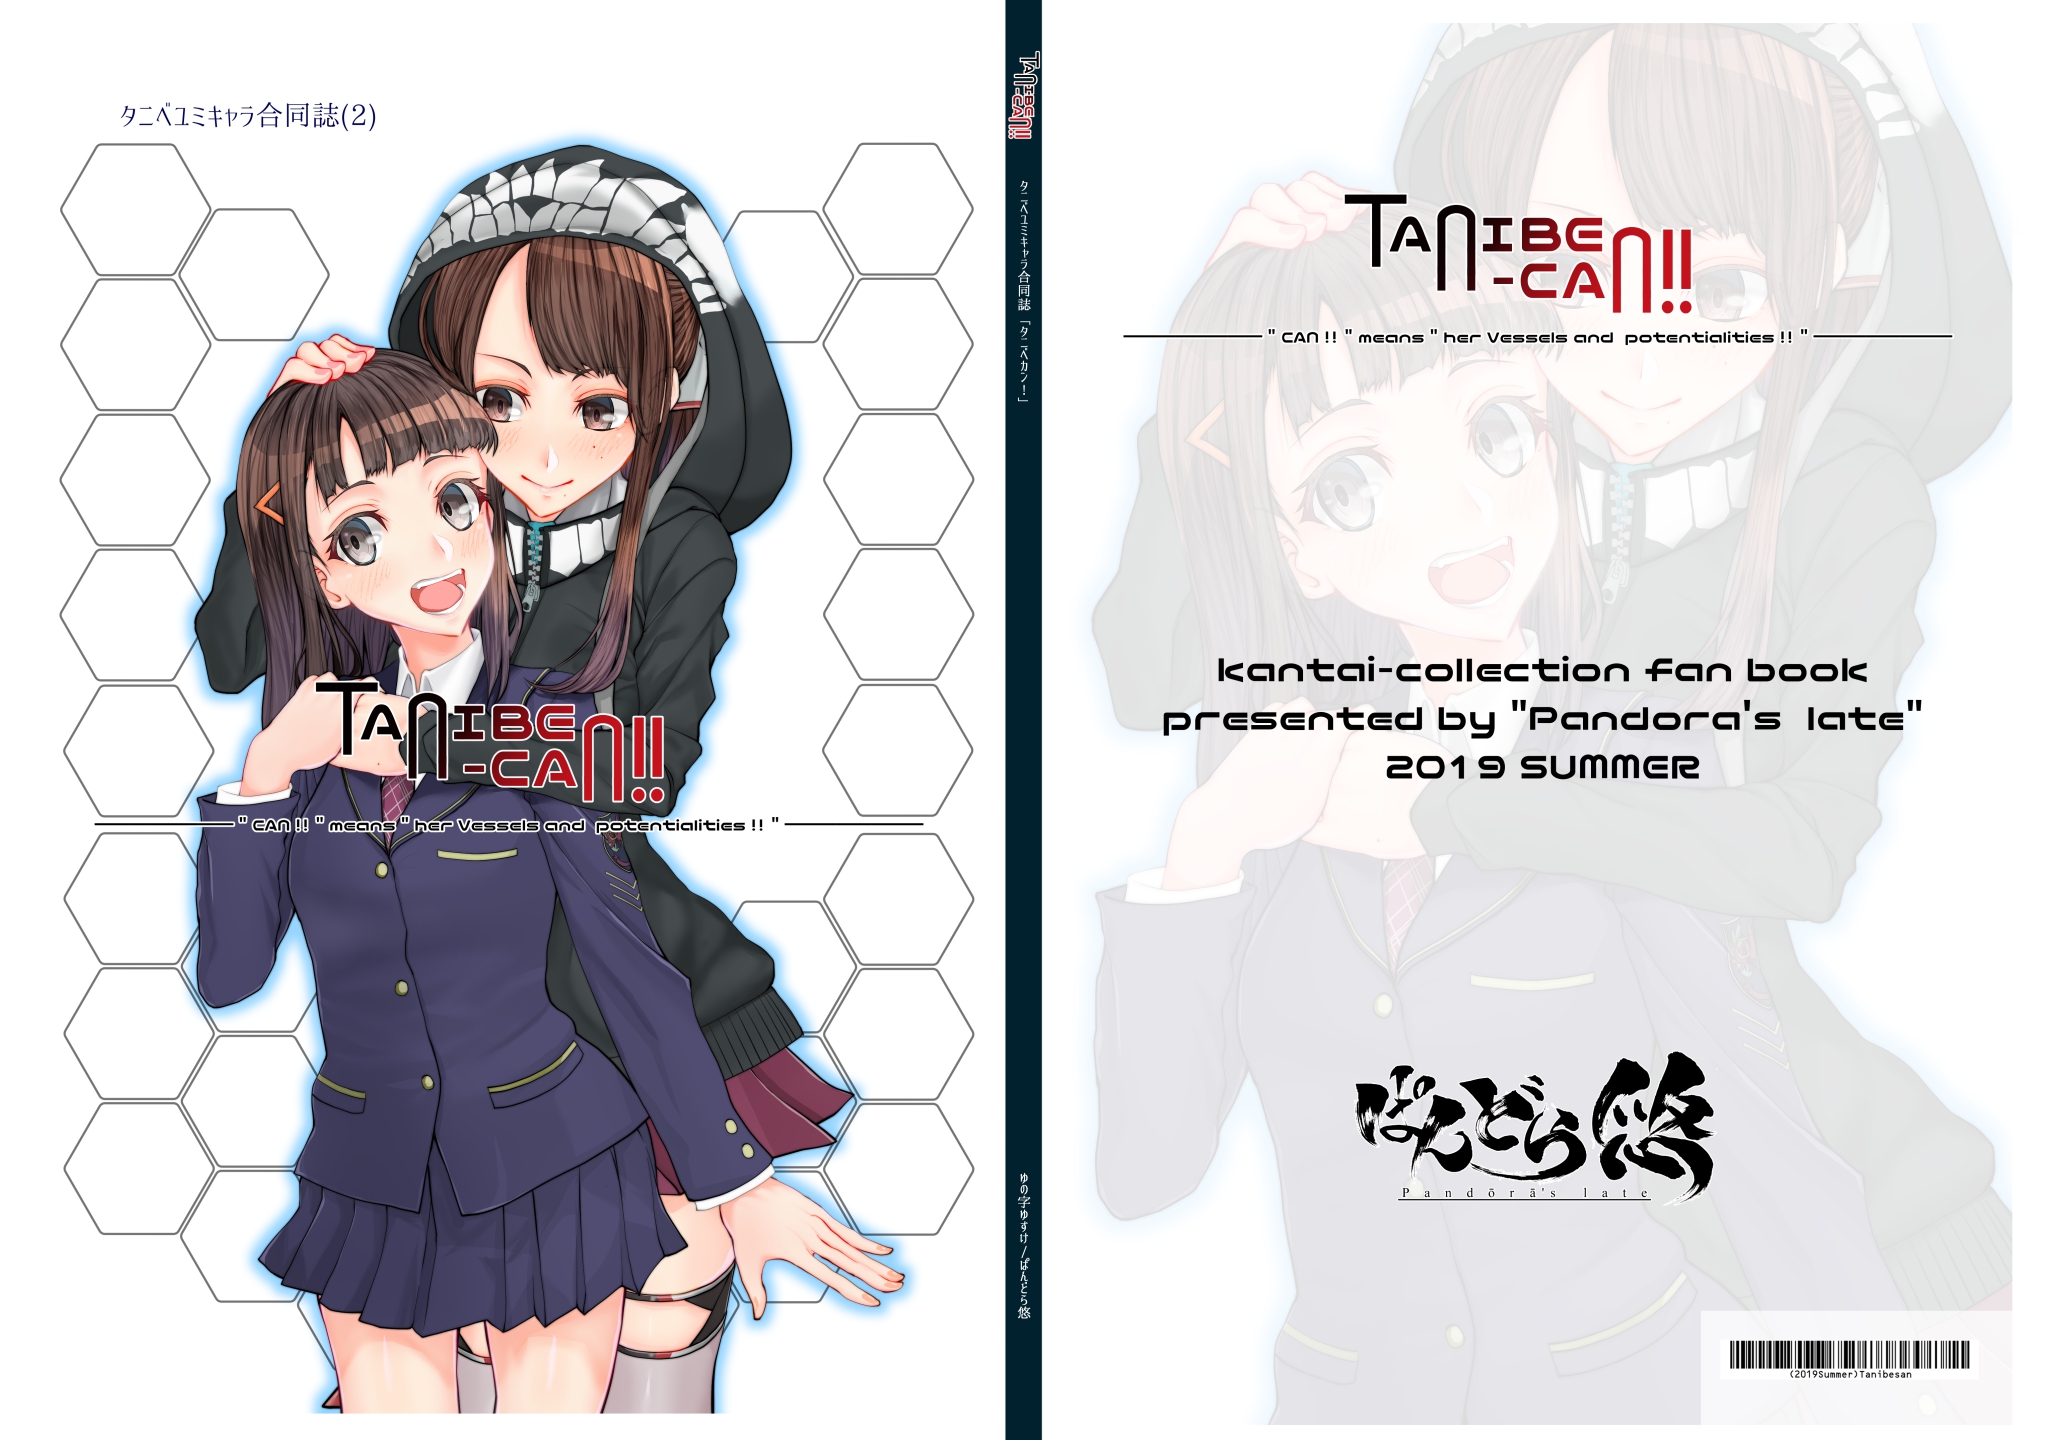 タニベユミキャラ合同誌(2)
TANIBE
-CAN!!
" CAN !! " means " her Vessels and potentialities !! "
TANIBE
-CAN!!
タニベユミキャラ合同誌「タニベカン！」
ゆの字ゆすけ/ぱんどら悠
TANIBE
-CAN!!
" CAN !! " means " her Vessels and potentialities !! "
kantai-collection fan book
presented by "Pandora's late"
2019 SUMMER
ぱんどら悠
Pandōrā's late
(2019Summer)Tanibesan